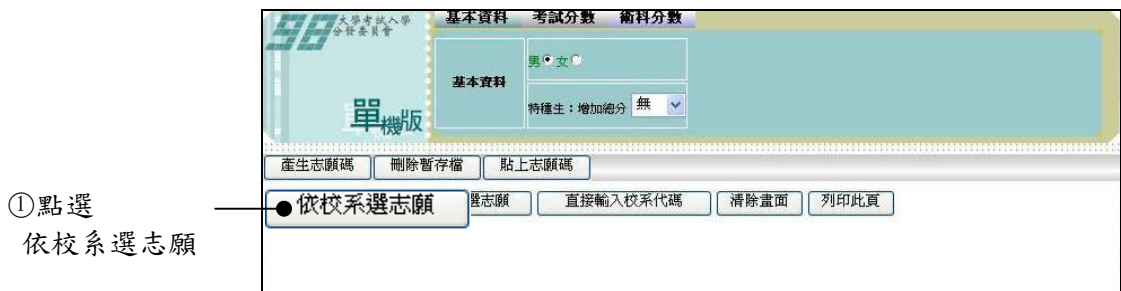 98 大學考試入學
分發委員會
單機版
基本資料 考試分數 術科分數
基本資料
男 女
特種生：增加總分 無
產生志願碼 刪除暫存檔 貼上志願碼
依校系選志願 選志願 直接輸入校系代碼 清除畫面 列印此頁
①點選
依校系選志願